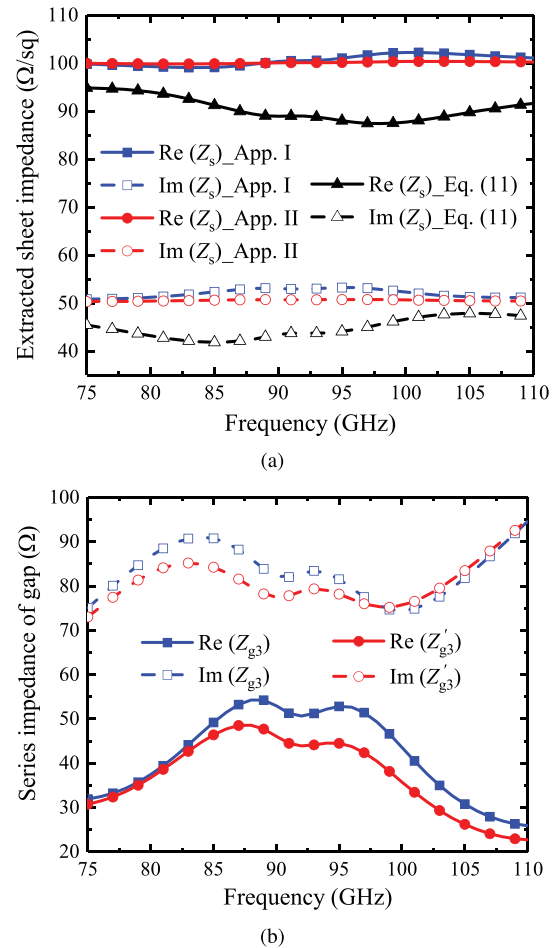 Extracted sheet impedance (Ω/sq)
110
100
90
80
70
60
50
40
Re (Zs)_App. I
Im (Zs)_App. I
Re (Zs)_App. II
Im (Zs)_App. II
Re (Zs)_Eq. (11)
Im (Zs)_Eq. (11)
75 80 85 90 95 100 105 110
Frequency (GHz)
(a)
Series impedance of gap (Ω)
100
90
80
70
60
50
40
30
20
Re (Zg3)
Im (Zg3)
Re (Z'g3)
Im (Z'g3)
75 80 85 90 95 100 105 110
Frequency (GHz)
(b)